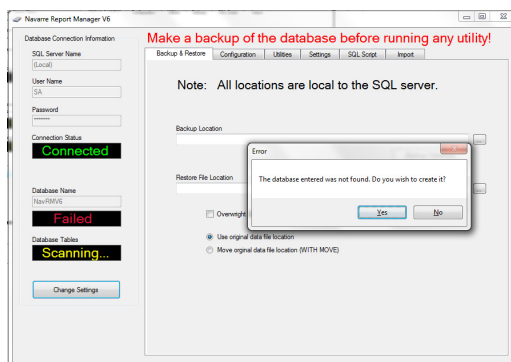 Navarre Report Manager V6
Make a backup of the database before running any utility!
Database Connection Information
SQL Server Name
(Local)
User Name
SA
Password
*******
Connection Status
Connected
Database Name
NavRMV6
Failed
Database Tables
Scanning...
Change Settings
Backup & Restore
Configuration
Utilities
Settings
SQL Script
Import
Note: All locations are local to the SQL server.
Backup Location
...
Restore File Location
...
Overwright
Use orginal data file location
Move orginal data file location (WITH MOVE)
Error
The database entered was not found. Do you wish to create it?
Yes
No